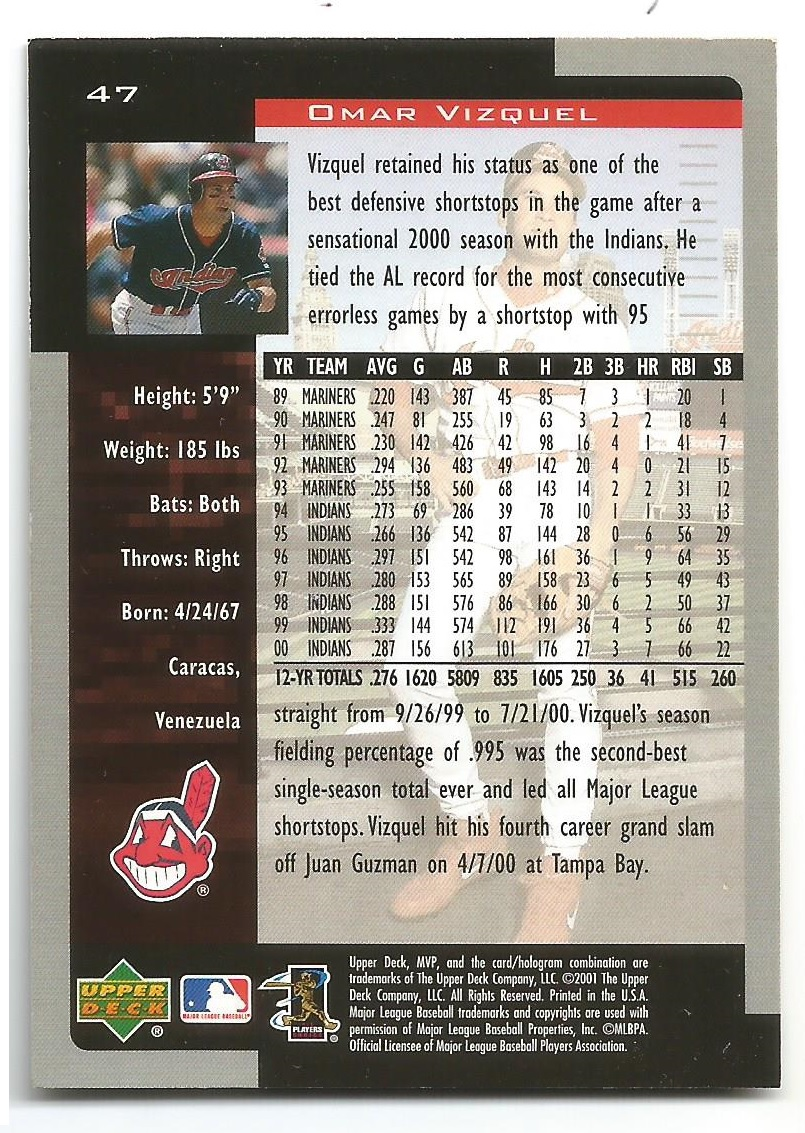 47
OMAR VIZQUEL
Indians
Vizquel retained his status as one of the
best defensive shortstops in the game after a
sensational 2000 season with the Indians. He
tied the AL record for the most consecutive
errorless games by a shortstop with 95
YR TEAM AVG G AB R H 2B 3B HR RBI SB
89 MARINERS .220 143 387 45 85 7 3 1 20 1
90 MARINERS .247 81 255 19 63 3 2 2 18 4
91 MARINERS .230 142 426 42 98 16 4 1 41 7
92 MARINERS .294 136 483 49 142 20 4 0 21 15
93 MARINERS .255 158 560 68 143 14 2 2 31 12
94 INDIANS .273 69 286 39 78 10 1 1 33 13
95 INDIANS .266 136 542 87 144 28 0 6 56 29
96 INDIANS .297 151 542 98 161 36 1 9 64 35
97 INDIANS .280 153 565 89 158 23 6 5 49 43
98 INDIANS .288 151 576 86 166 30 6 2 50 37
99 INDIANS .333 144 574 112 191 36 4 5 66 42
00 INDIANS .287 156 613 101 176 27 3 7 66 22
12-YR TOTALS .276 1620 5809 835 1605 250 36 41 515 260
straight from 9/26/99 to 7/21/00. Vizquel's season
fielding percentage of .995 was the second-best
single-season total ever and led all Major League
shortstops. Vizquel hit his fourth career grand slam
off Juan Guzman on 4/7/00 at Tampa Bay.
Height: 5'9"
Weight: 185 lbs
Bats: Both
Throws: Right
Born: 4/24/67
Caracas,
Venezuela
®
UPPER
DECK
®
MAJOR LEAGUE BASEBALL
PLAYERS
CHOICE
®
Upper Deck, MVP, and the card/hologram combination are
trademarks of The Upper Deck Company, LLC. ©2001 The Upper
Deck Company, LLC. All Rights Reserved. Printed in the U.S.A.
Major League Baseball trademarks and copyrights are used with
permission of Major League Baseball Properties, Inc. ©MLBPA.
Official Licensee of Major League Baseball Players Association.